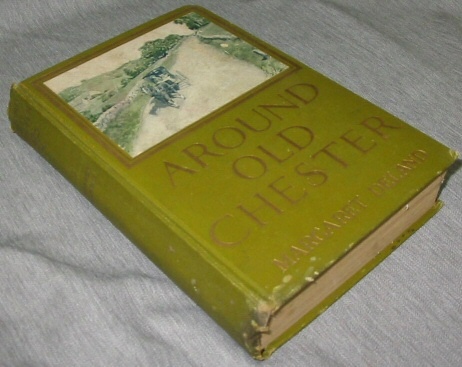 AROUND
OLD
CHESTER
MARGARET DELAND